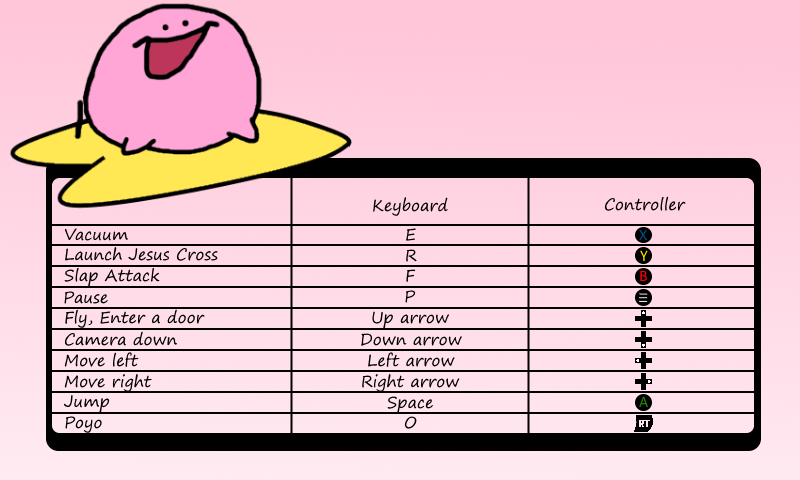 Keyboard Controller
Vacuum E X
Launch Jesus Cross R Y
Slap Attack F B
Pause P
Fly, Enter a door Up arrow
Camera down Down arrow
Move left Left arrow
Move right Right arrow
Jump Space A
Poyo O RT